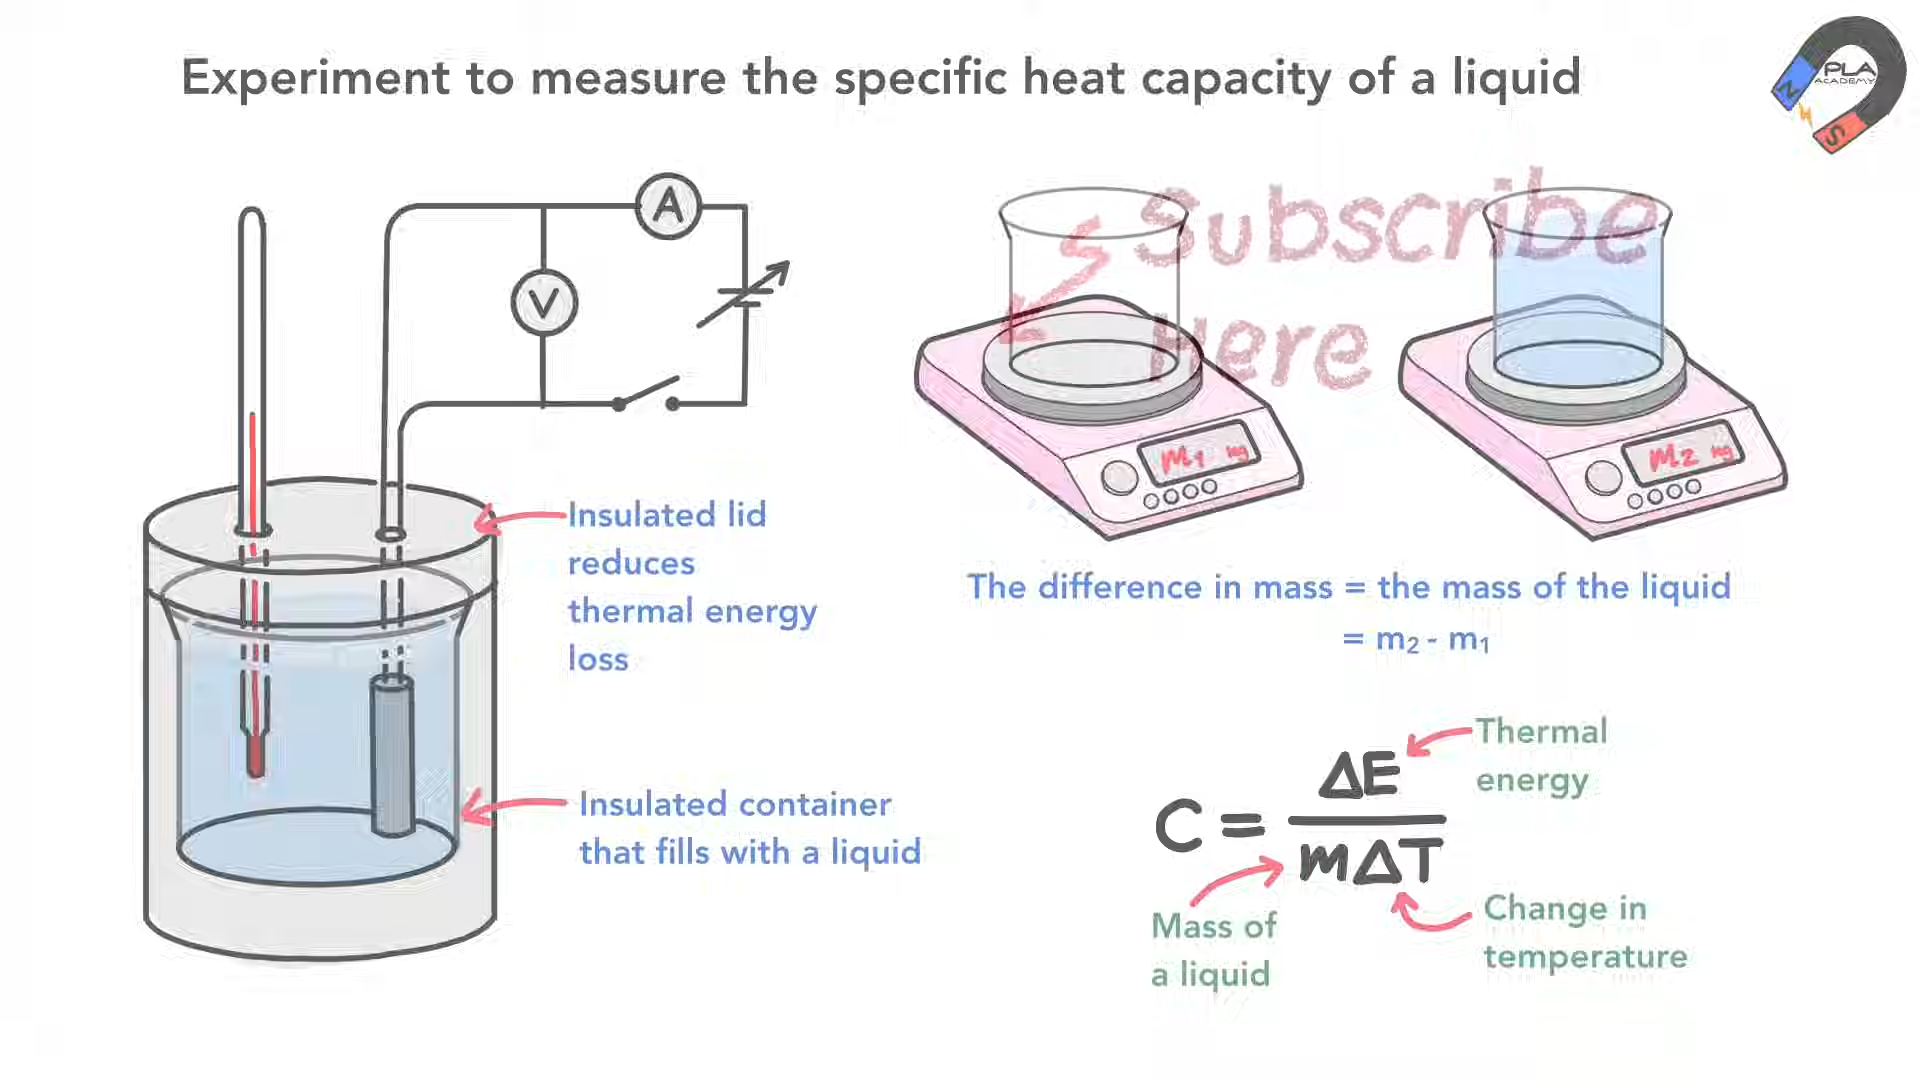 Experiment to measure the specific heat capacity of a liquid
PLA
ACADEMY
N
S
A
V
Subscribe
Here
m₁ kg
m₂ kg
Insulated lid
reduces
thermal energy
loss
The difference in mass = the mass of the liquid
= m₂ - m₁
Insulated container
that fills with a liquid
Thermal
energy
C = ΔE
mΔT
Mass of
a liquid
Change in
temperature